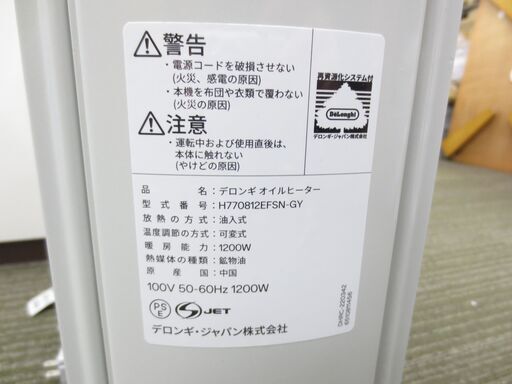 警告
・電源コードを破損させない
(火災、感電の原因)
・本機を布団や衣類で覆わない
(火災の原因)
注意
・運転中および使用直後は、
本体に触れない
(やけどの原因)
再資源化システム付
DeLonghi
デロンギ・ジャパン株式会社
品名：デロンギ オイルヒーター
型式番号：H770812EFSN-GY
放熱の方式：油入式
温度調節の方式：可変式
暖房能力：1200W
熱媒体の種類：鉱物油
原産国：中国
100V 50-60Hz 1200W
PS
E
JET
デロンギ・ジャパン株式会社
DHRC-220342